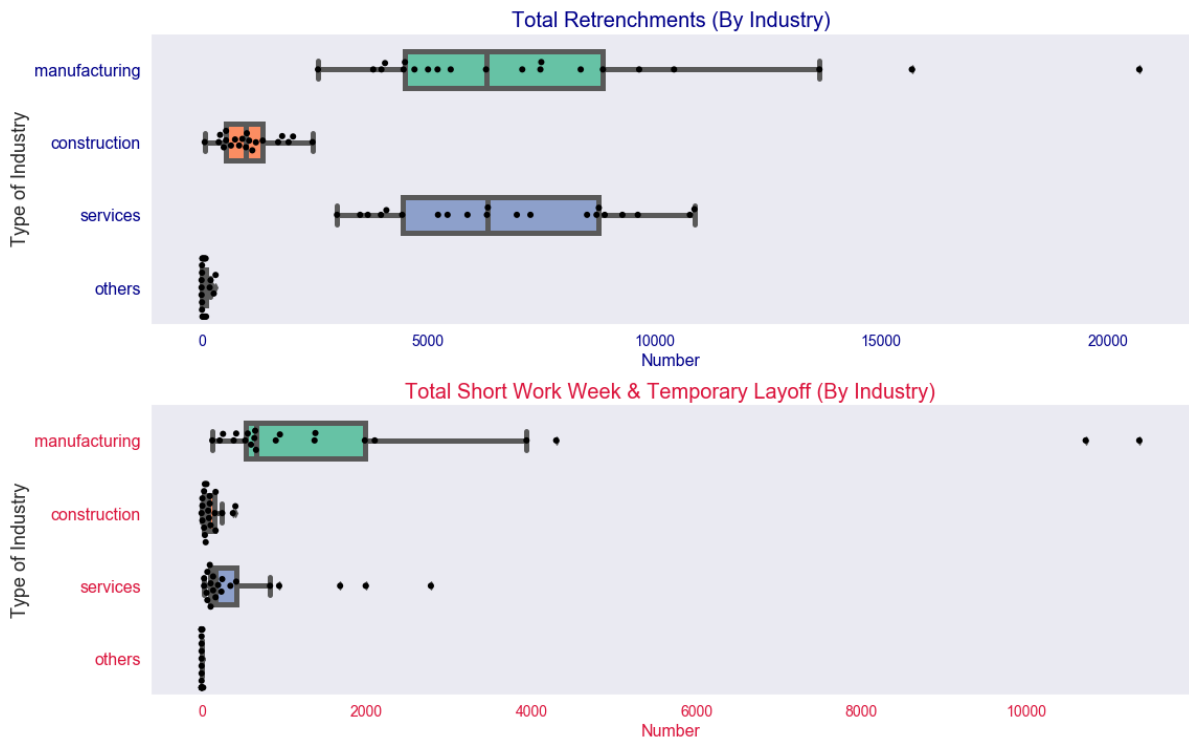 Total Retrenchments (By Industry)
Type of Industry
manufacturing
construction
services
others
0 5000 10000 15000 20000
Number
Total Short Work Week & Temporary Layoff (By Industry)
Type of Industry
manufacturing
construction
services
others
0 2000 4000 6000 8000 10000
Number